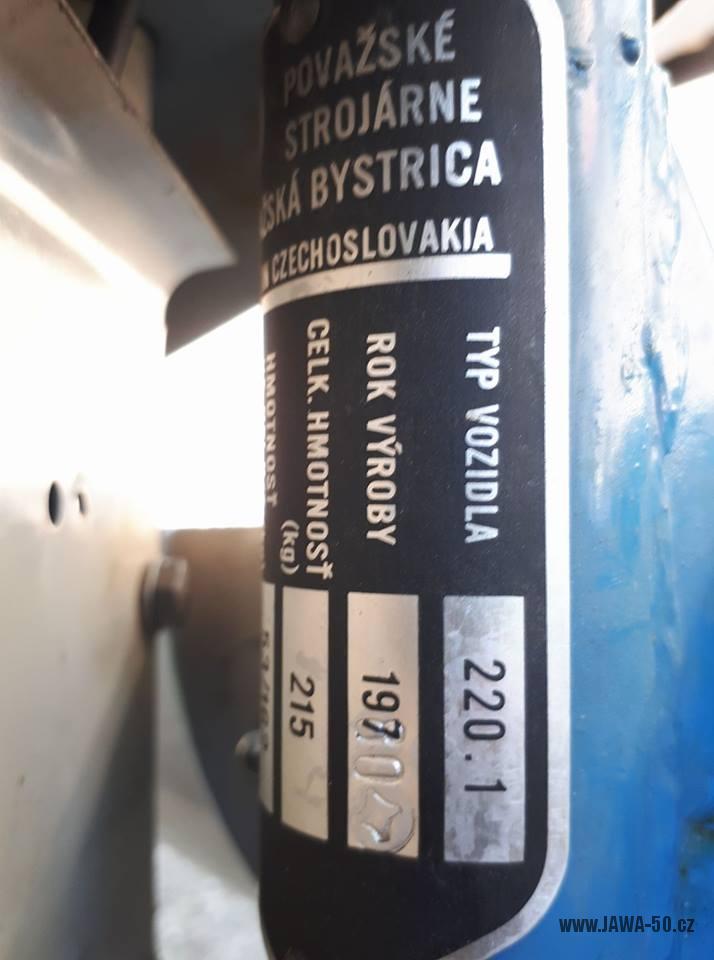 POVAŽSKÉ
STROJÁRNE
BYSTRICA
CZECHOSLOVAKIA
TYP VOZIDLA 220.1
ROK VÝROBY 1980
CELK. HMOTNOSŤ (kg) 215
HMOTNOSŤ
www.JAWA-50.cz